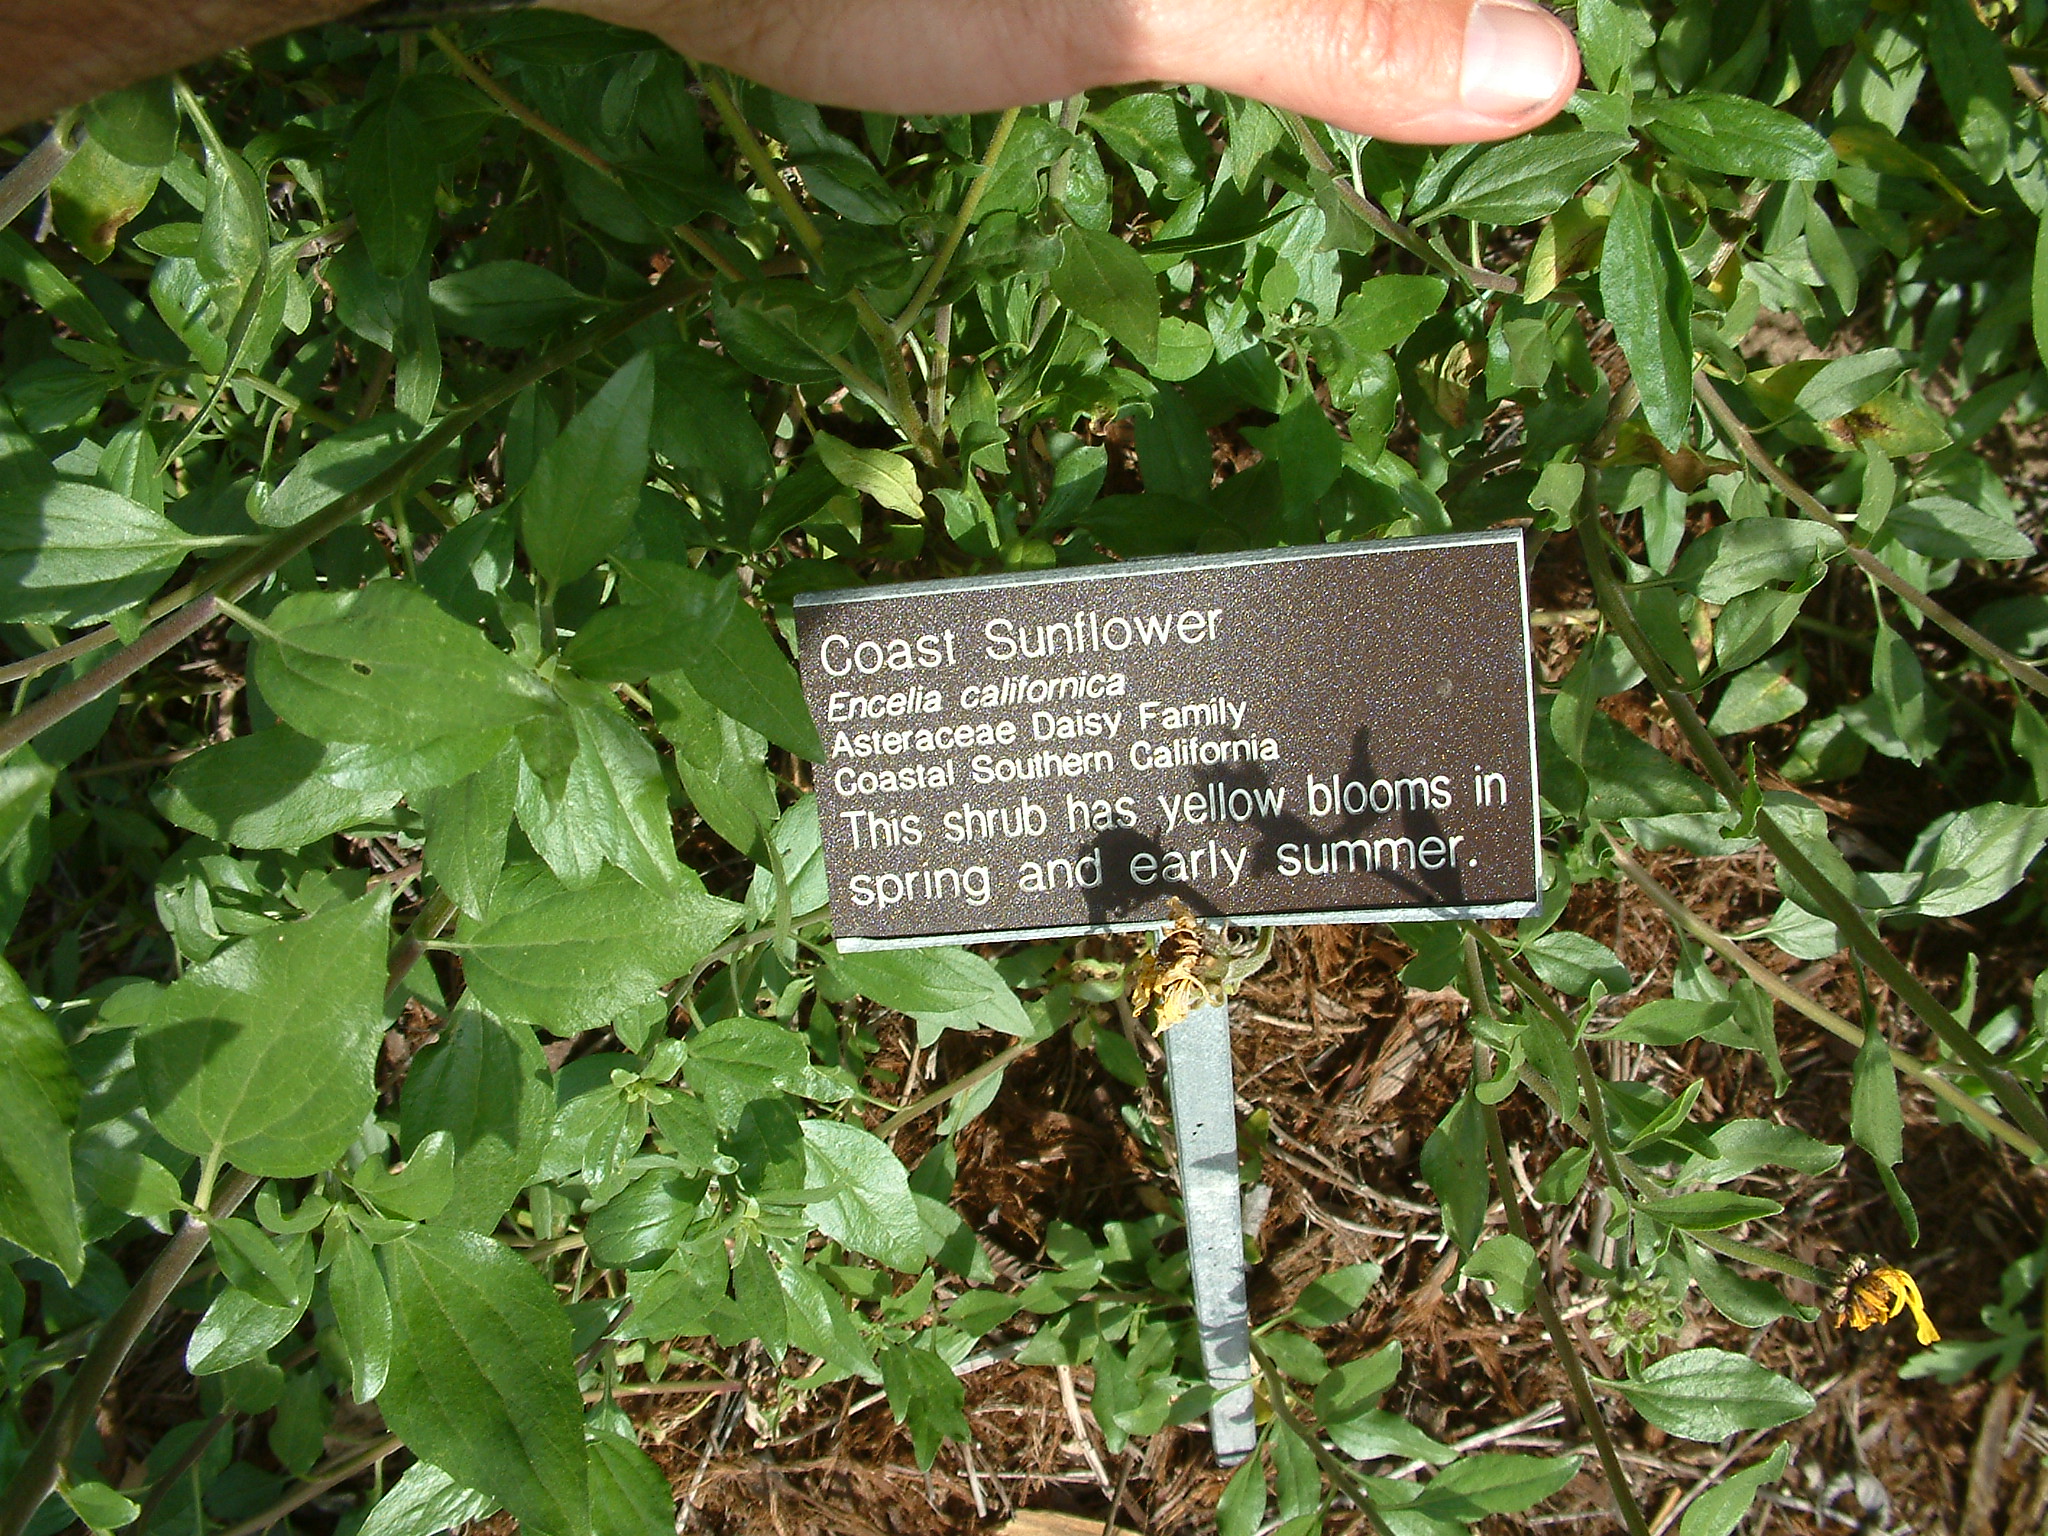 Coast Sunflower
Encelia californica
Asteraceae Daisy Family
Coastal Southern California
This shrub has yellow blooms in
spring and early summer.